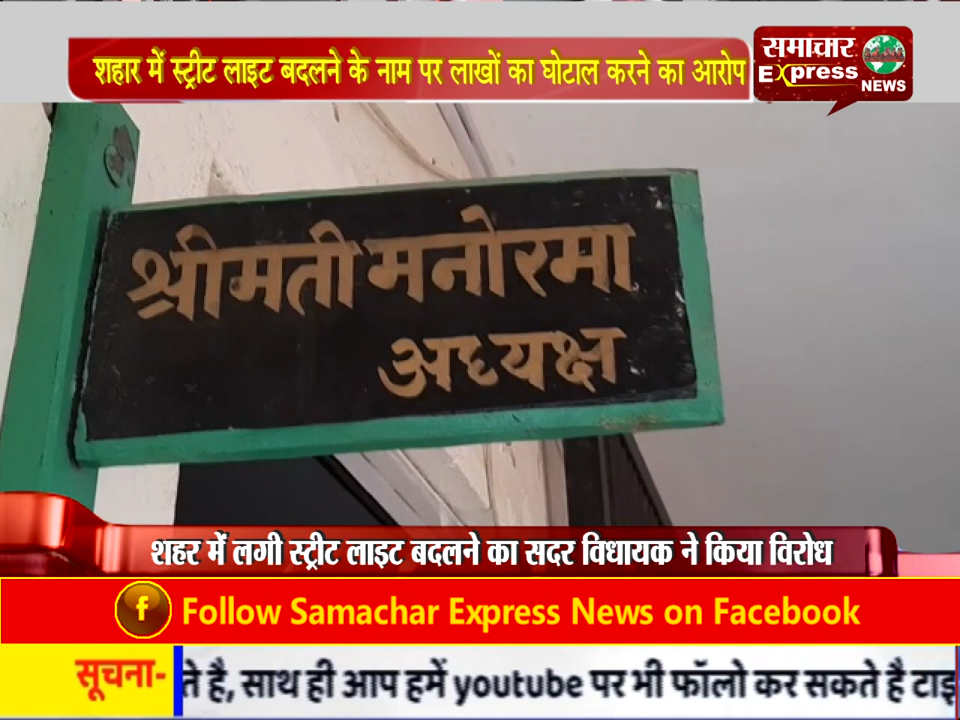 शहार में स्ट्रीट लाइट बदलने के नाम पर लाखों का घोटाल करने का आरोप
समाचार
Express
NEWS
श्रीमती मनोरमा
अध्यक्ष
शहर में लगी स्ट्रीट लाइट बदलने का सदर विधायक ने किया विरोध
f Follow Samachar Express News on Facebook
सूचना- ते है, साथ ही आप हमें youtube पर भी फॉलो कर सकते है टाइ